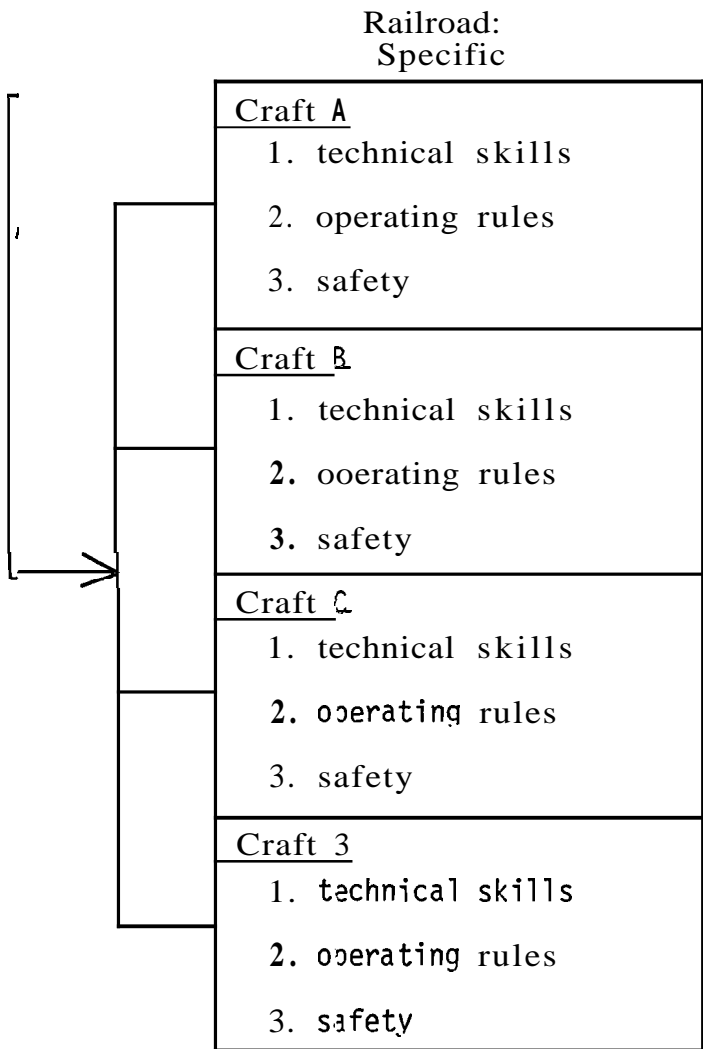 Railroad:
Specific
Craft A
1. technical skills
2. operating rules
3. safety
Craft B
1. technical skills
2. ooerating rules
3. safety
Craft C
1. technical skills
2. operating rules
3. safety
Craft 3
1. technical skills
2. operating rules
3. safety